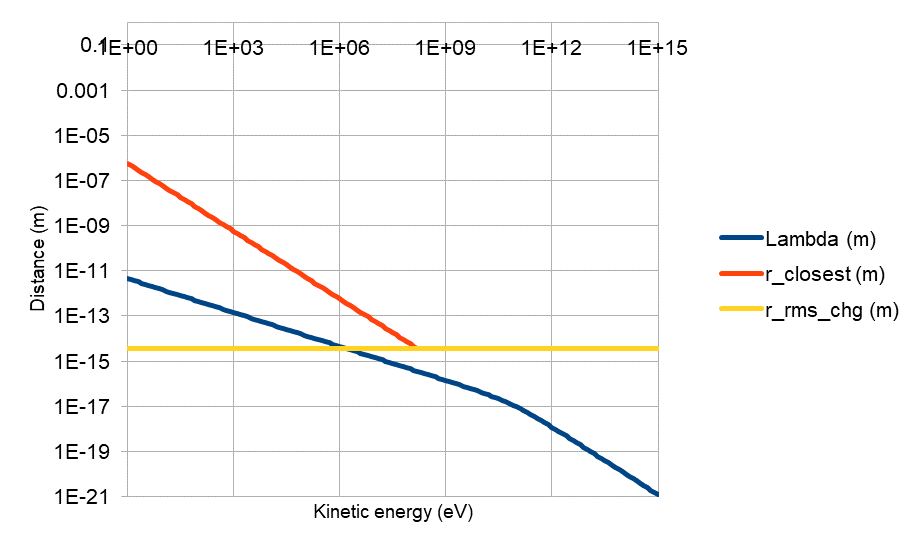 0.1
1E+00 1E+03 1E+06 1E+09 1E+12 1E+15
0.001
1E-05
1E-07
1E-09
1E-11
1E-13
1E-15
1E-17
1E-19
1E-21
Distance (m)
Kinetic energy (eV)
Lambda (m)
r_closest (m)
r_rms_chg (m)